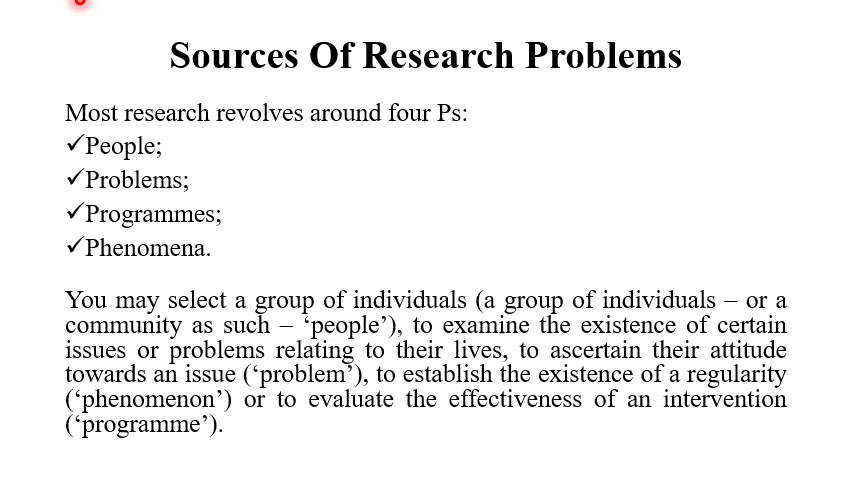 Sources Of Research Problems
Most research revolves around four Ps:
✓People;
✓Problems;
✓Programmes;
✓Phenomena.
You may select a group of individuals (a group of individuals – or a
community as such – ‘people’), to examine the existence of certain
issues or problems relating to their lives, to ascertain their attitude
towards an issue (‘problem’), to establish the existence of a regularity
(‘phenomenon’) or to evaluate the effectiveness of an intervention
(‘programme’).